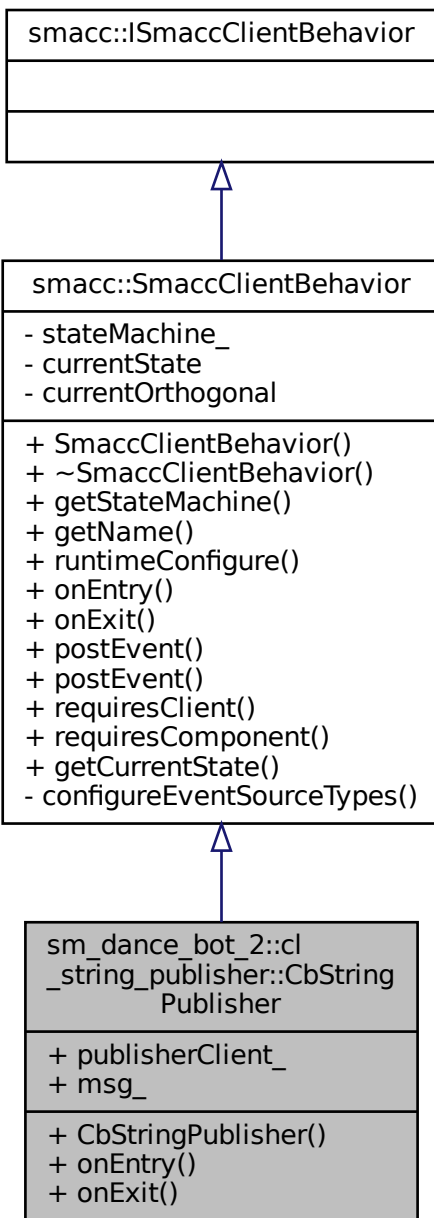 smacc::ISmaccClientBehavior
smacc::SmaccClientBehavior
- stateMachine_
- currentState
- currentOrthogonal
+ SmaccClientBehavior()
+ ~SmaccClientBehavior()
+ getStateMachine()
+ getName()
+ runtimeConfigure()
+ onEntry()
+ onExit()
+ postEvent()
+ postEvent()
+ requiresClient()
+ requiresComponent()
+ getCurrentState()
- configureEventSourceTypes()
sm_dance_bot_2::cl
_string_publisher::CbString
Publisher
+ publisherClient_
+ msg_
+ CbStringPublisher()
+ onEntry()
+ onExit()